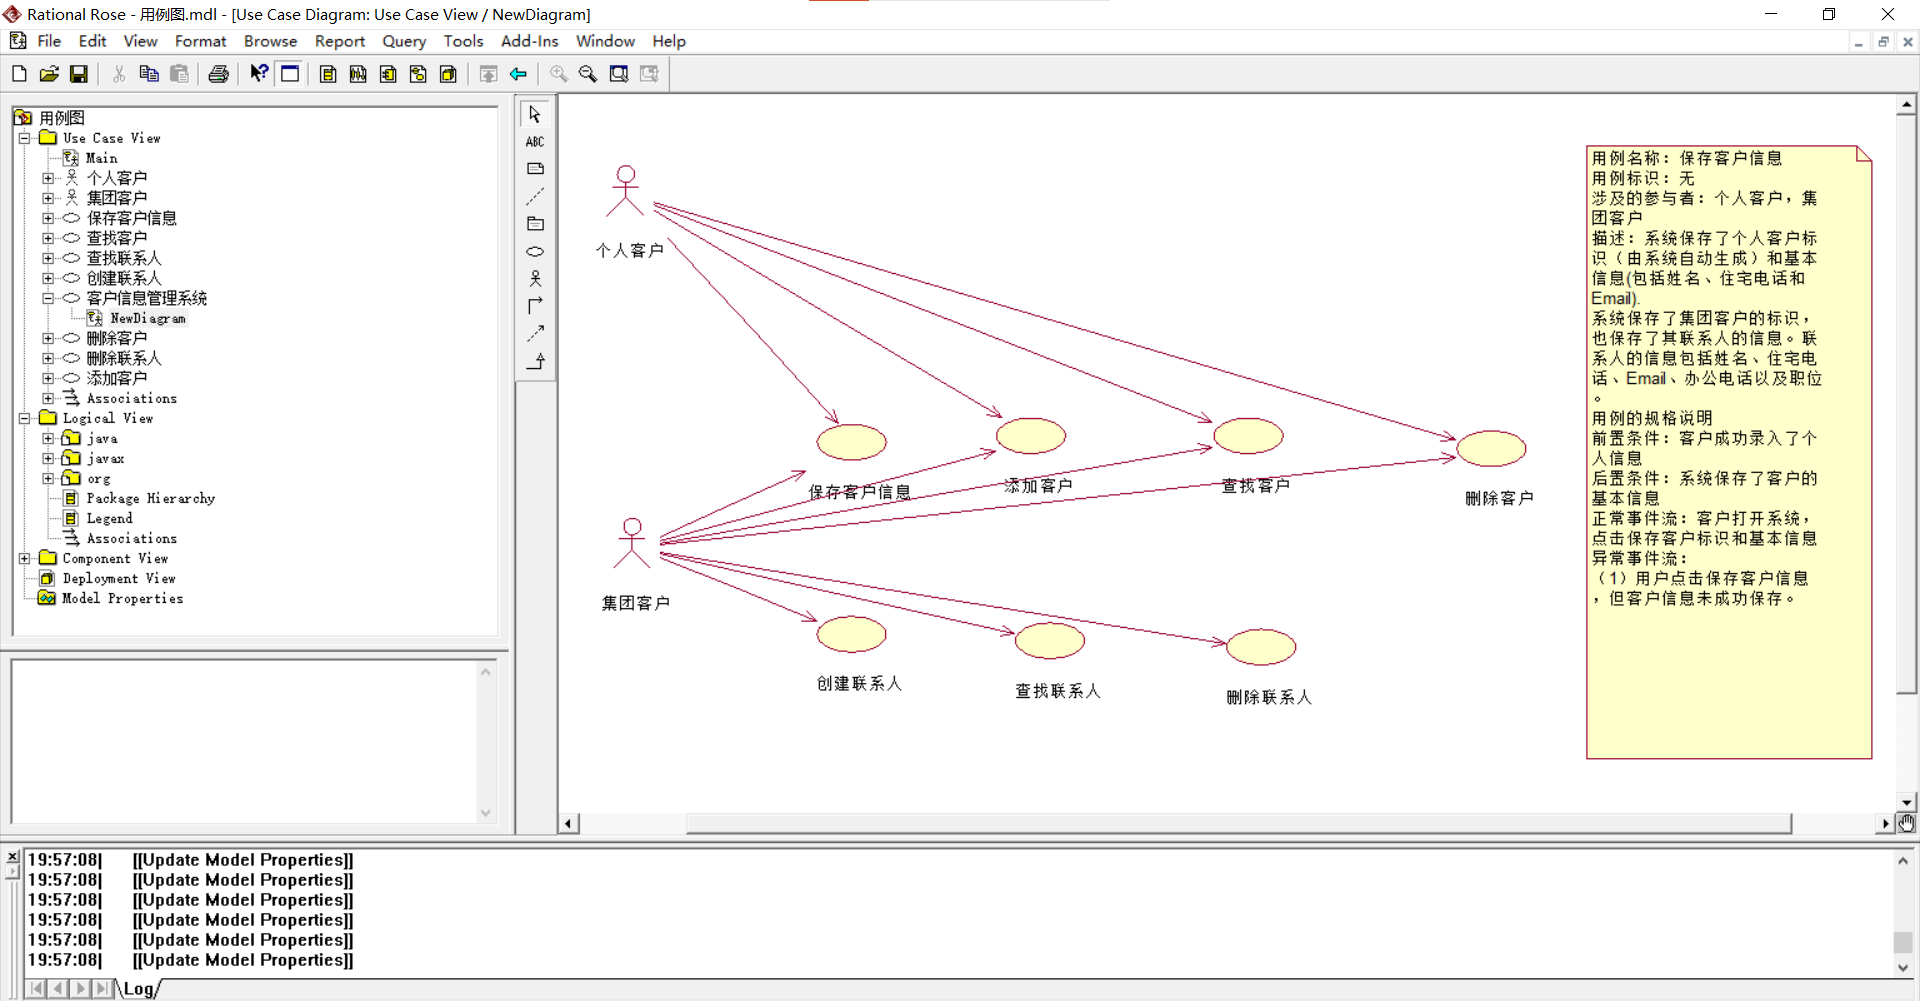 Rational Rose - 用例图.mdl - [Use Case Diagram: Use Case View / NewDiagram]
File Edit View Format Browse Report Query Tools Add-Ins Window Help
用例图
Use Case View
Main
个人客户
集团客户
保存客户信息
查找客户
查找联系人
创建联系人
客户信息管理系统
NewDiagram
删除客户
删除联系人
添加客户
Associations
Logical View
java
javax
org
Package Hierarchy
Legend
Associations
Component View
Deployment View
Model Properties
ABC
个人客户
保存客户信息
添加客户
查找客户
删除客户
集团客户
创建联系人
查找联系人
删除联系人
用例名称：保存客户信息
用例标识：无
涉及的参与者：个人客户，集
团客户
描述：系统保存了个人客户标
识（由系统自动生成）和基本
信息(包括姓名、住宅电话和
Email).
系统保存了集团客户的标识，
也保存了其联系人的信息。联
系人的信息包括姓名、住宅电
话、Email、办公电话以及职位
。
用例的规格说明
前置条件：客户成功录入了个
人信息
后置条件：系统保存了客户的
基本信息
正常事件流：客户打开系统，
点击保存客户标识和基本信息
异常事件流：
（1）用户点击保存客户信息
，但客户信息未成功保存。
19:57:08| [[Update Model Properties]]
19:57:08| [[Update Model Properties]]
19:57:08| [[Update Model Properties]]
19:57:08| [[Update Model Properties]]
19:57:08| [[Update Model Properties]]
19:57:08| [[Update Model Properties]]
Log